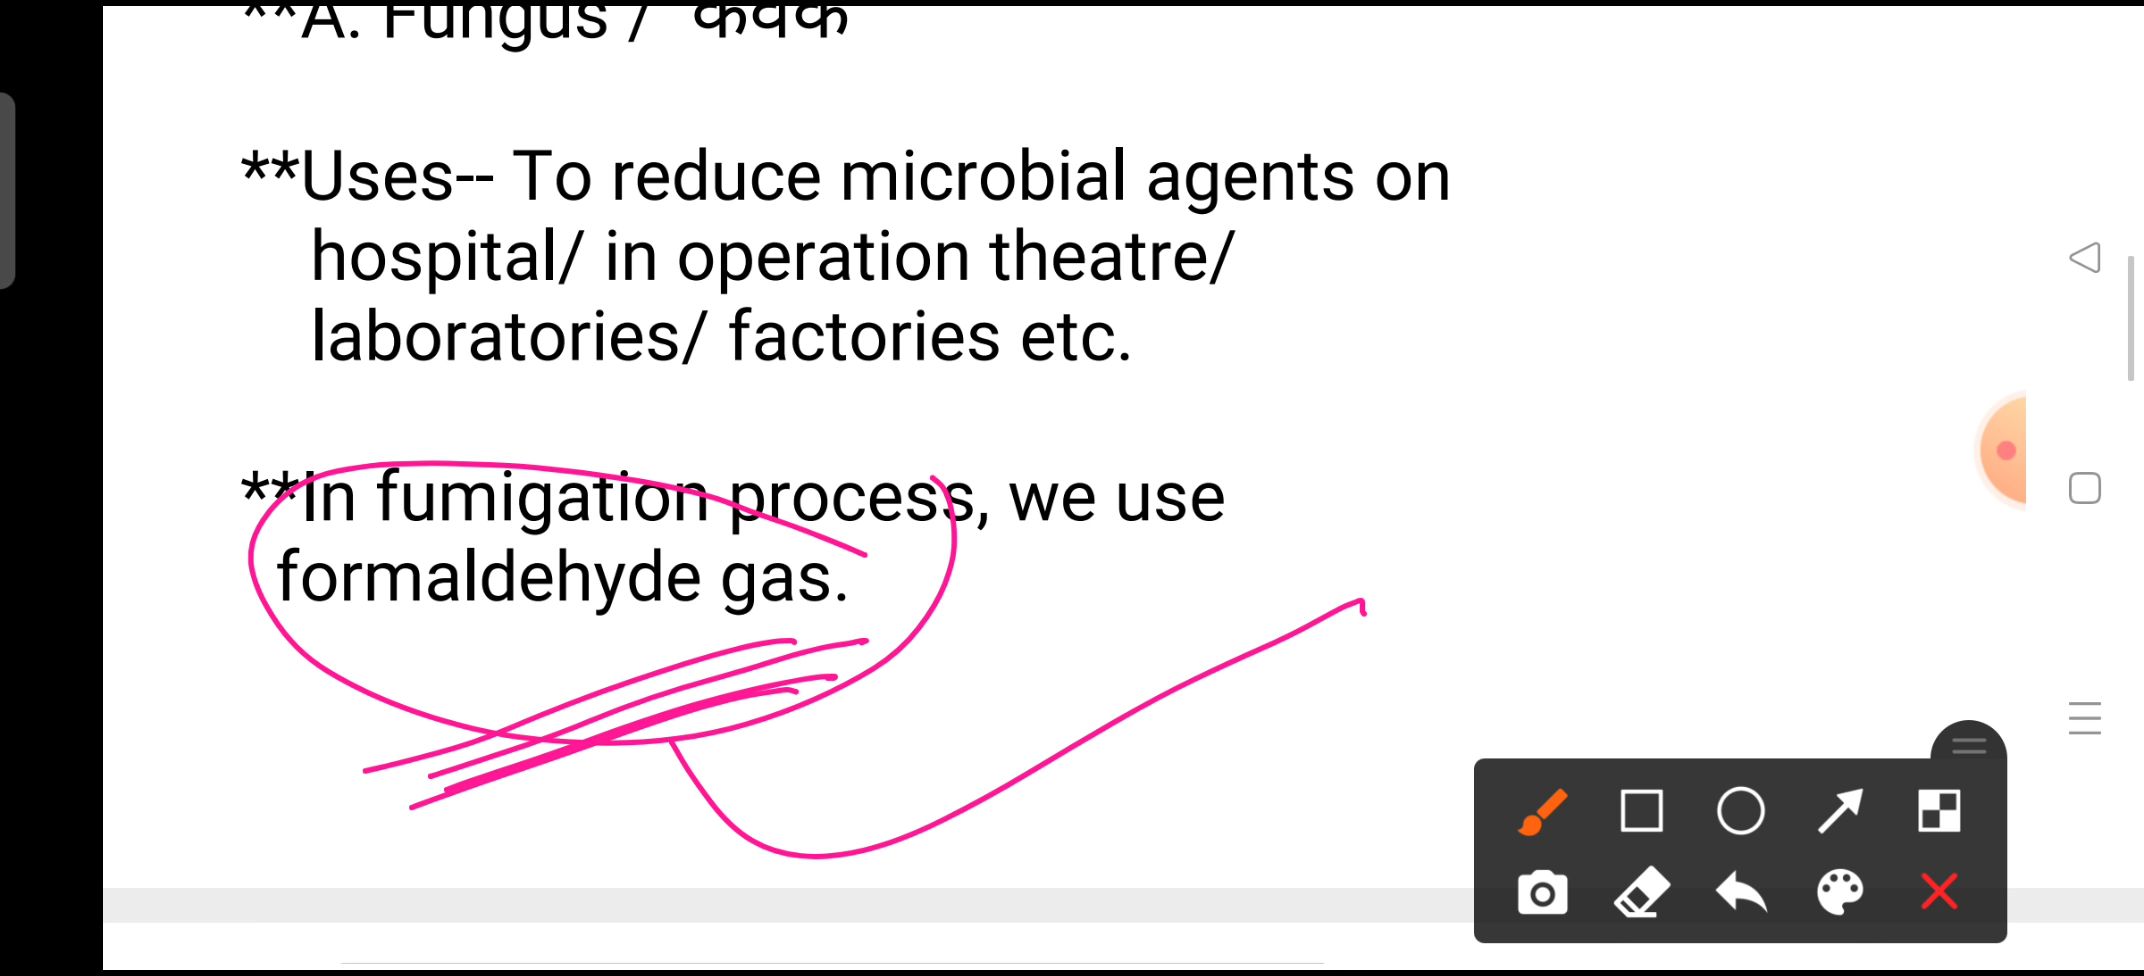 **A. Fungus / कवक
**Uses-- To reduce microbial agents on
hospital/ in operation theatre/
laboratories/ factories etc.
**In fumigation process, we use
formaldehyde gas.